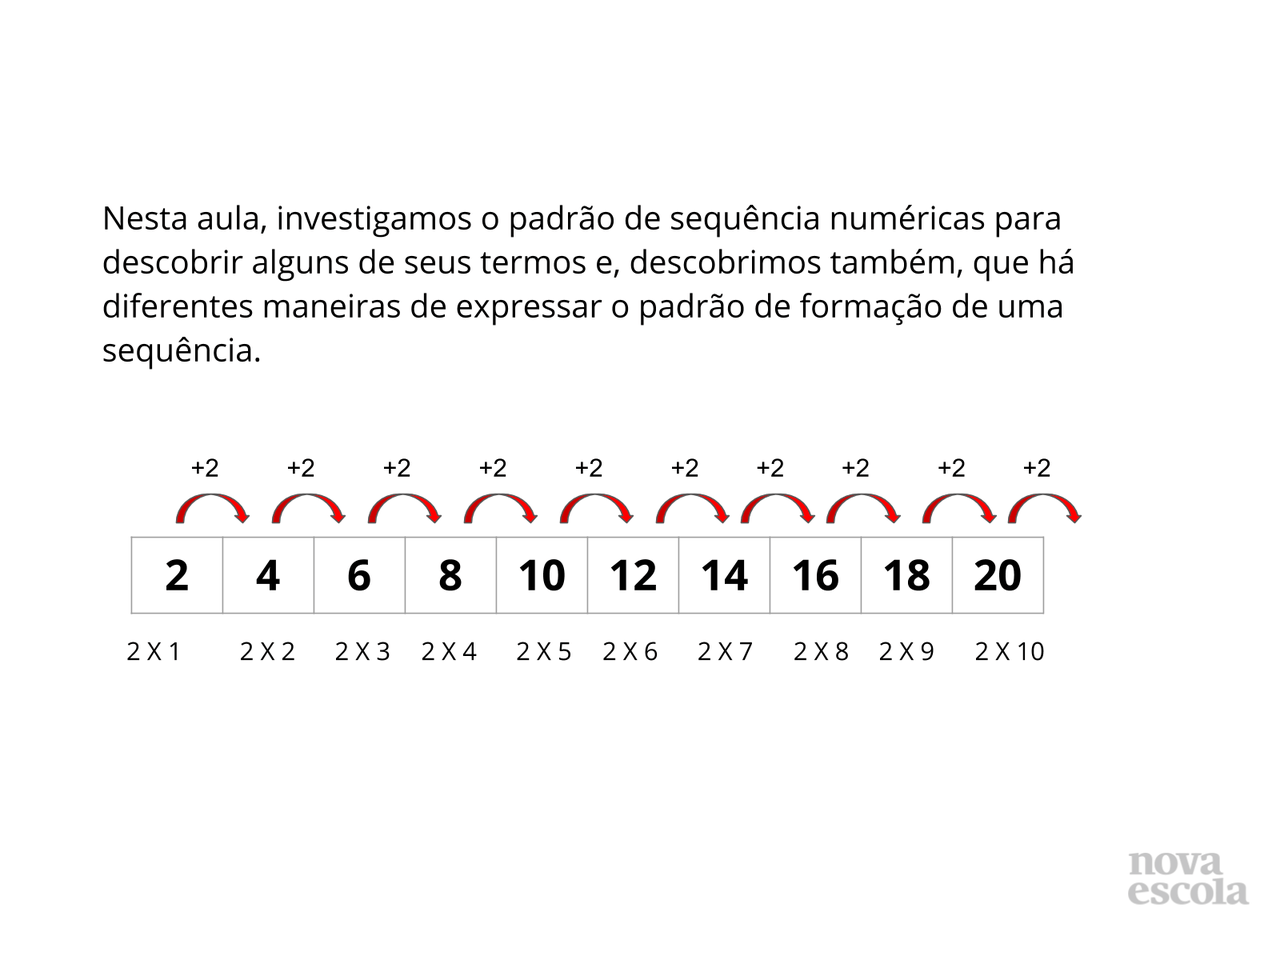 Nesta aula, investigamos o padrão de sequência numéricas para
descobrir alguns de seus termos e, descobrimos também, que há
diferentes maneiras de expressar o padrão de formação de uma
sequência.
+2 +2 +2 +2 +2 +2 +2 +2 +2 +2
2 4 6 8 10 12 14 16 18 20
2 X 1 2 X 2 2 X 3 2 X 4 2 X 5 2 X 6 2 X 7 2 X 8 2 X 9 2 X 10
nova
escola